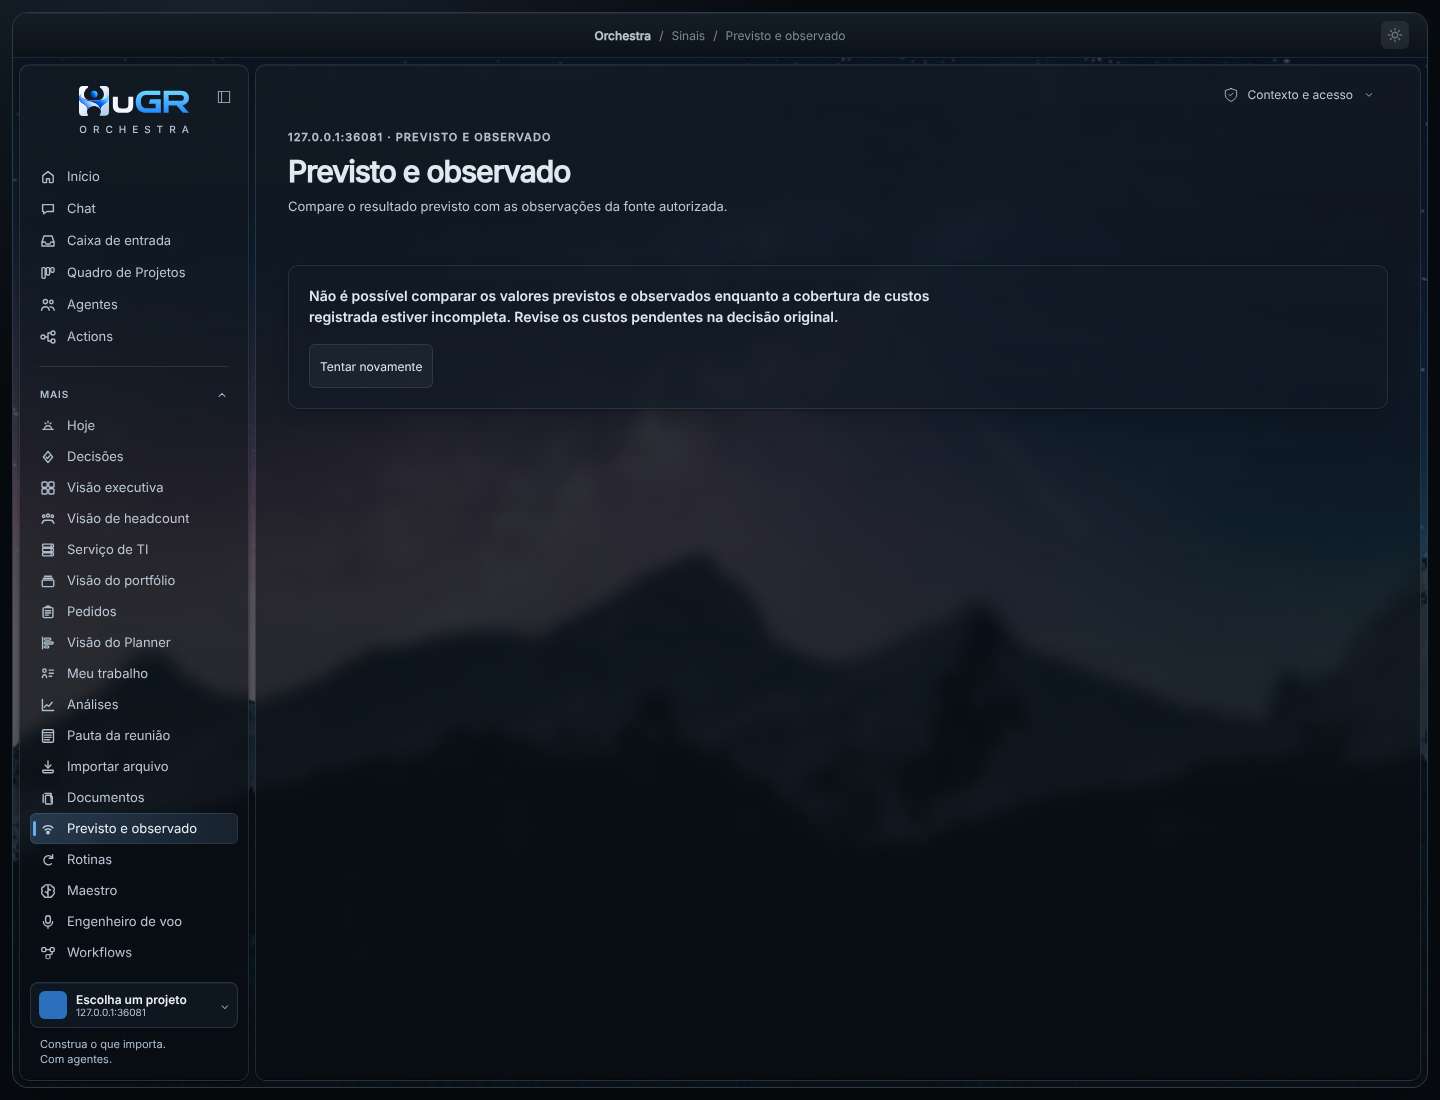 Orchestra / Sinais / Previsto e observado
HuGR
ORCHESTRA
Início
Chat
Caixa de entrada
Quadro de Projetos
Agentes
Actions
MAIS
Hoje
Decisões
Visão executiva
Visão de headcount
Serviço de TI
Visão do portfólio
Pedidos
Visão do Planner
Meu trabalho
Análises
Pauta da reunião
Importar arquivo
Documentos
Previsto e observado
Rotinas
Maestro
Engenheiro de voo
Workflows
Escolha um projeto
127.0.0.1:36081
Construa o que importa.
Com agentes.
Contexto e acesso
127.0.0.1:36081 · PREVISTO E OBSERVADO
Previsto e observado
Compare o resultado previsto com as observações da fonte autorizada.
Não é possível comparar os valores previstos e observados enquanto a cobertura de custos
registrada estiver incompleta. Revise os custos pendentes na decisão original.
Tentar novamente